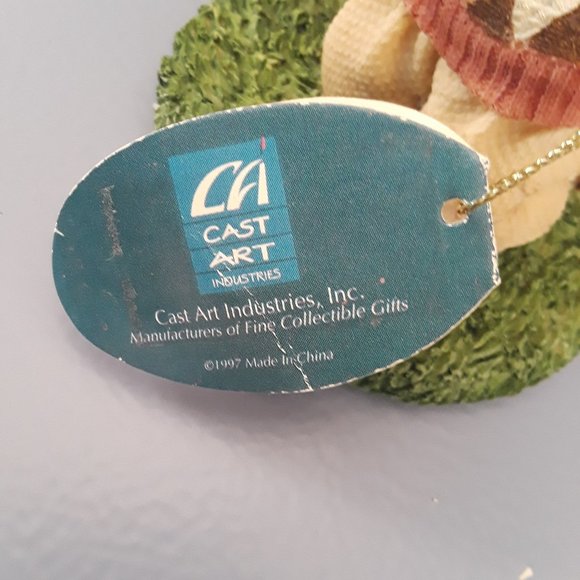 CA
CAST
ART
INDUSTRIES
Cast Art Industries, Inc.
Manufacturers of Fine Collectible Gifts
©1997 Made In China